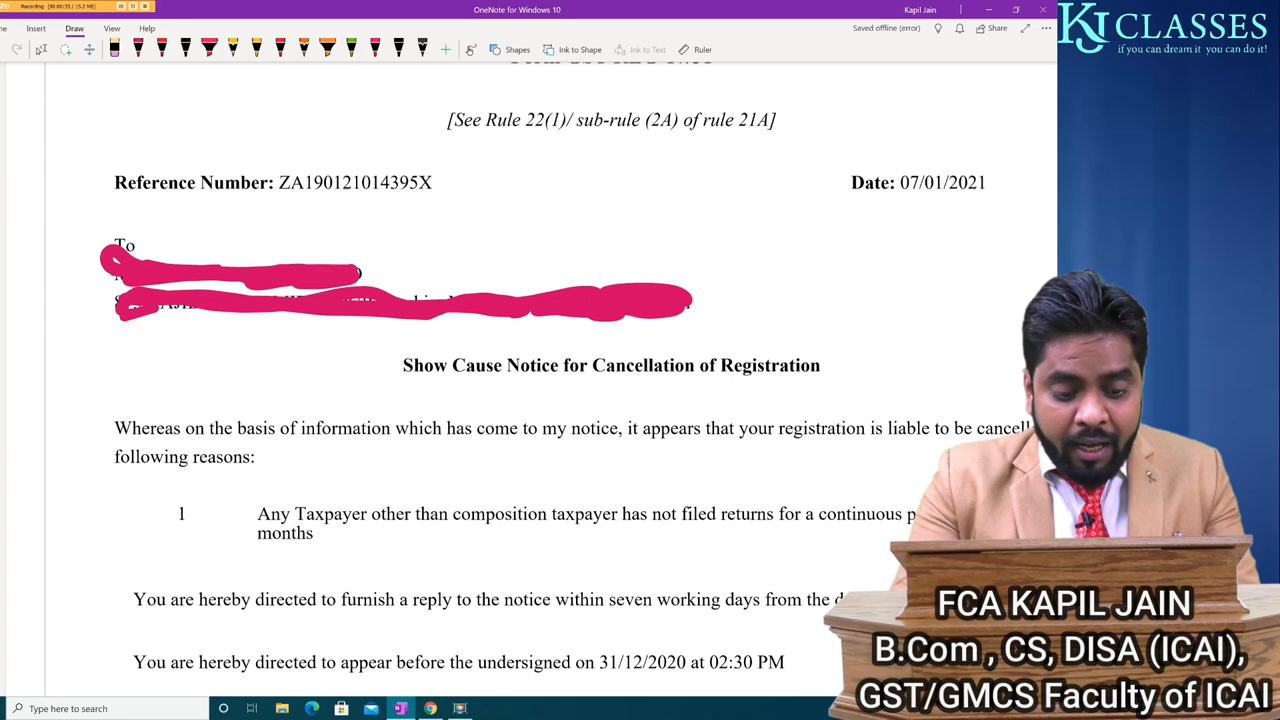 Recording [00:00:35 / 15.2 MB]
OneNote for Windows 10
Kapil Jain
Insert Draw View Help
Saved offline (error)
Share
Shapes
Ink to Shape
Ink to Text
Ruler
KJ CLASSES
if you can dream it you can do it!
[See Rule 22(1)/ sub-rule (2A) of rule 21A]
Reference Number: ZA190121014395X
Date: 07/01/2021
To
Show Cause Notice for Cancellation of Registration
Whereas on the basis of information which has come to my notice, it appears that your registration is liable to be cancell
following reasons:
1 Any Taxpayer other than composition taxpayer has not filed returns for a continuous p
months
You are hereby directed to furnish a reply to the notice within seven working days from the d
You are hereby directed to appear before the undersigned on 31/12/2020 at 02:30 PM
FCA KAPIL JAIN
B.Com , CS, DISA (ICAI),
GST/GMCS Faculty of ICAI
Type here to search